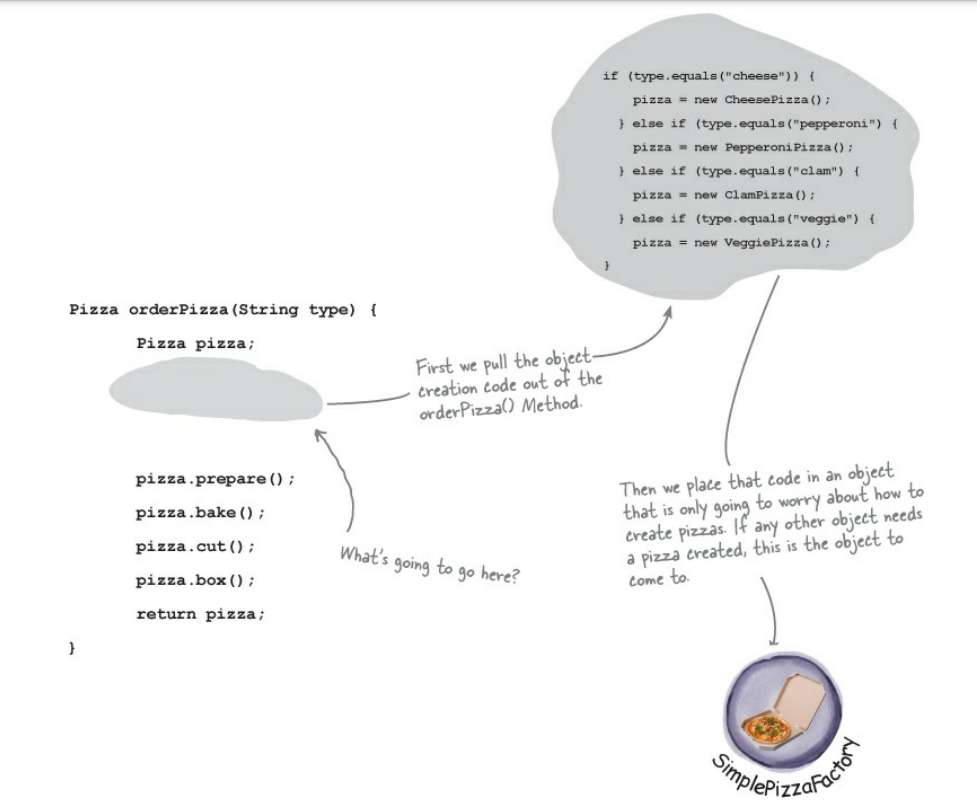 if (type.equals("cheese")) {
pizza = new CheesePizza();
} else if (type.equals("pepperoni") {
pizza = new PepperoniPizza();
} else if (type.equals("clam") {
pizza = new ClamPizza();
} else if (type.equals("veggie") {
pizza = new VeggiePizza();
}
Pizza orderPizza(String type) {
Pizza pizza;
pizza.prepare();
pizza.bake();
pizza.cut();
pizza.box();
return pizza;
}
First we pull the object
creation code out of the
orderPizza() Method.
What's going to go here?
Then we place that code in an object
that is only going to worry about how to
create pizzas. If any other object needs
a pizza created, this is the object to
come to.
SimplePizzaFactory